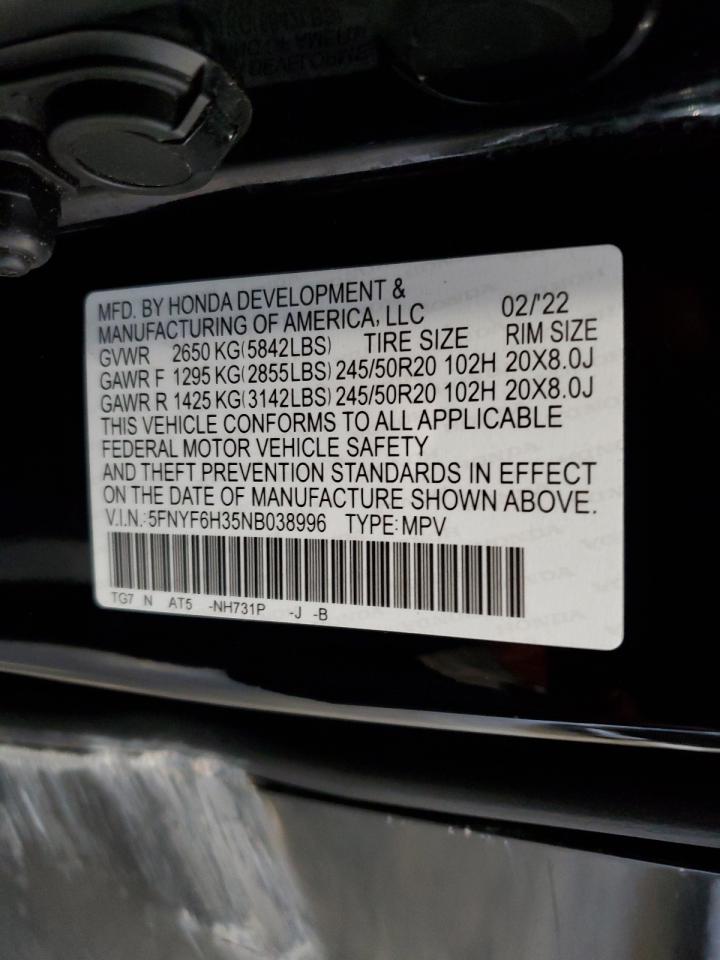 MFD. BY HONDA DEVELOPMENT &
MANUFACTURING OF AMERICA, LLC 02/'22
GVWR 2650 KG(5842LBS) TIRE SIZE RIM SIZE
GAWR F 1295 KG(2855LBS) 245/50R20 102H 20X8.0J
GAWR R 1425 KG(3142LBS) 245/50R20 102H 20X8.0J
THIS VEHICLE CONFORMS TO ALL APPLICABLE
FEDERAL MOTOR VEHICLE SAFETY
AND THEFT PREVENTION STANDARDS IN EFFECT
ON THE DATE OF MANUFACTURE SHOWN ABOVE.
V.I.N.:5FNYF6H35NB038996 TYPE:MPV
TG7 N AT5 -NH731P -J -B